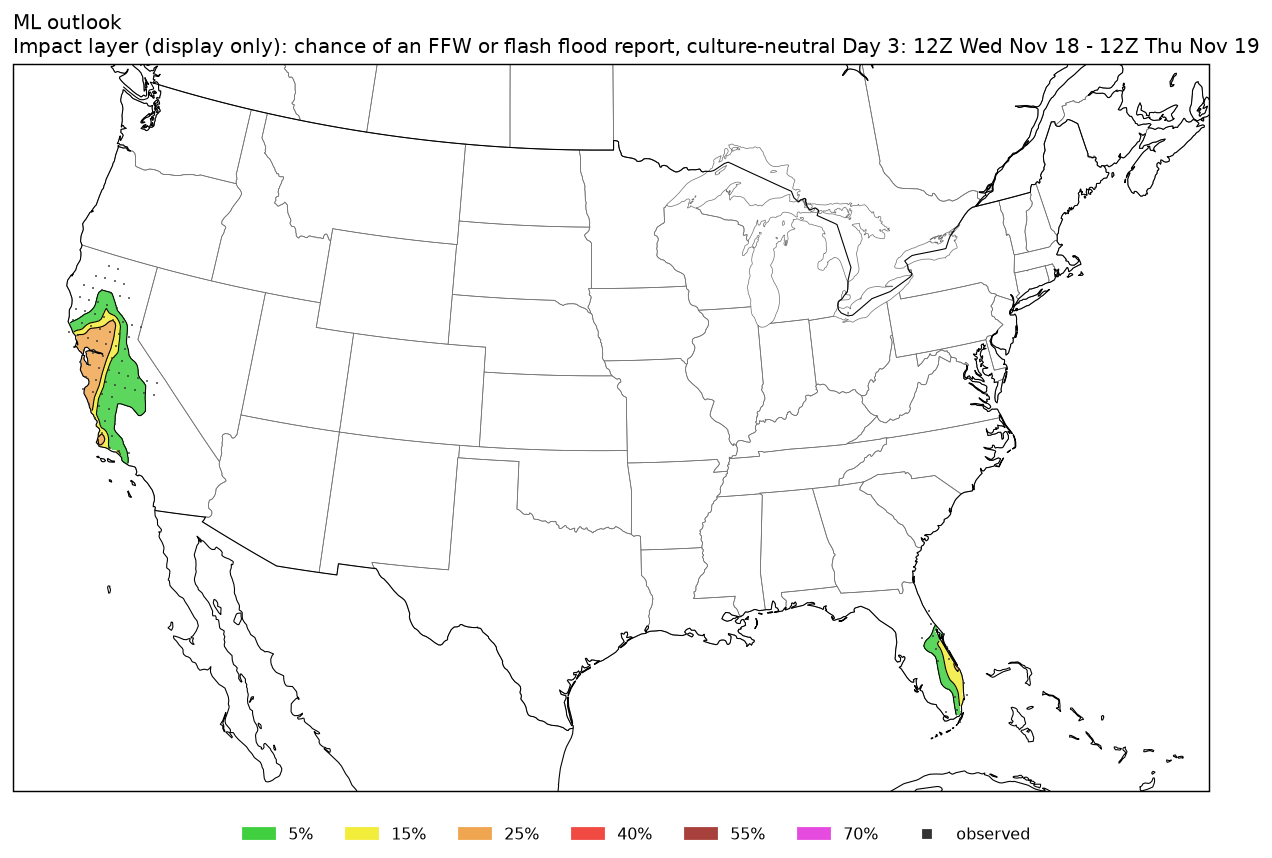 ML outlook
Impact layer (display only): chance of an FFW or flash flood report, culture-neutral Day 3: 12Z Wed Nov 18 - 12Z Thu Nov 19
5% 15% 25% 40% 55% 70% observed